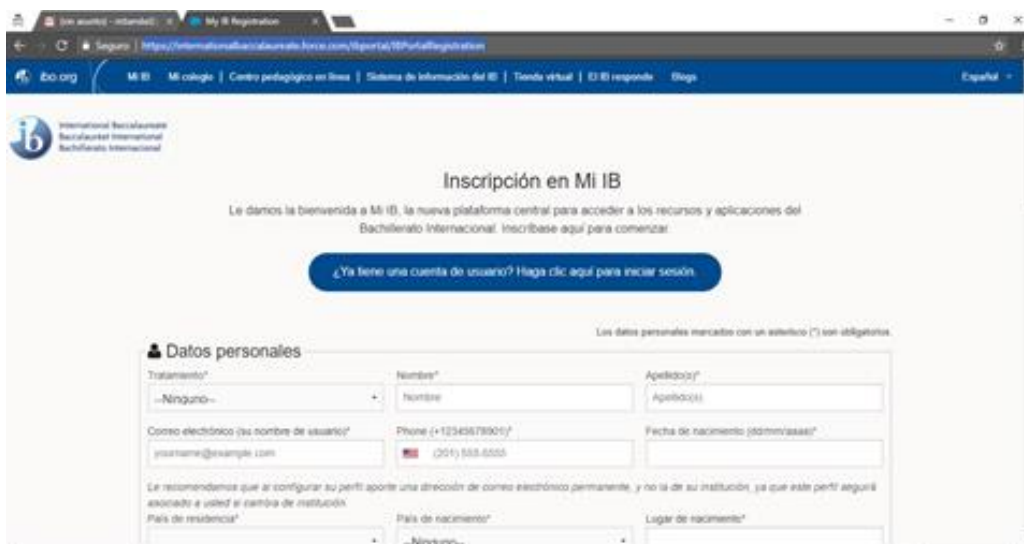 My IB Registration
Seguro | https://internationalbaccalaureate.force.com/ibportal/IBPortalRegistration
ibo.org
Mi IB Mi colegio | Centro pedagógico en línea | Sistema de información del IB | Tienda virtual | El IB responde Blogs
Español
ib
International Baccalaureate
Baccalauréat International
Bachillerato Internacional
Inscripción en Mi IB
Le damos la bienvenida a Mi IB, la nueva plataforma central para acceder a los recursos y aplicaciones del
Bachillerato Internacional. Inscríbase aquí para comenzar.
¿Ya tiene una cuenta de usuario? Haga clic aquí para iniciar sesión.
Los datos personales marcados con un asterisco (*) son obligatorios.
Datos personales
Tratamiento* Nombre* Apellido(s)*
--Ninguno-- Nombre Apellido(s)
Correo electrónico (su nombre de usuario)* Phone (+12345678901)* Fecha de nacimiento (dd/mm/aaaa)*
yourname@example.com (201) 555-5555
Le recomendamos que al configurar su perfil aporte una dirección de correo electrónico permanente, y no la de su institución, ya que este perfil seguirá
asociado a usted si cambia de institución.
País de residencia* País de nacimiento* Lugar de nacimiento*
--Ninguno--